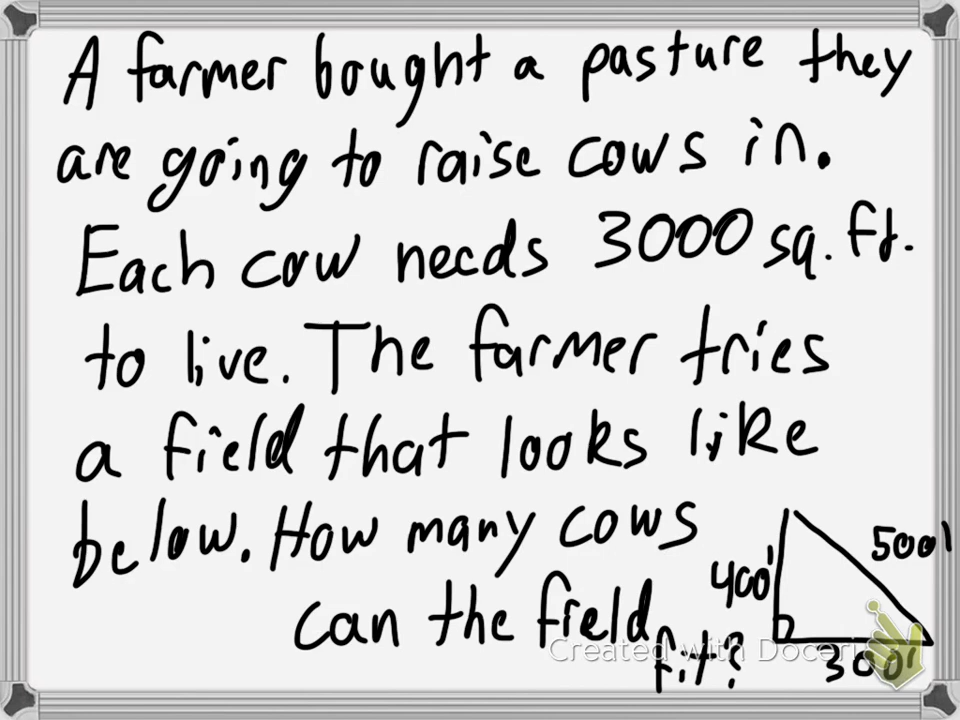 A farmer bought a pasture they
are going to raise cows in.
Each cow needs 3000 sq. ft.
to live. The farmer tries
a field that looks like
below. How many cows
can the field
fit?
400'
500'
300'
Created with Doceri